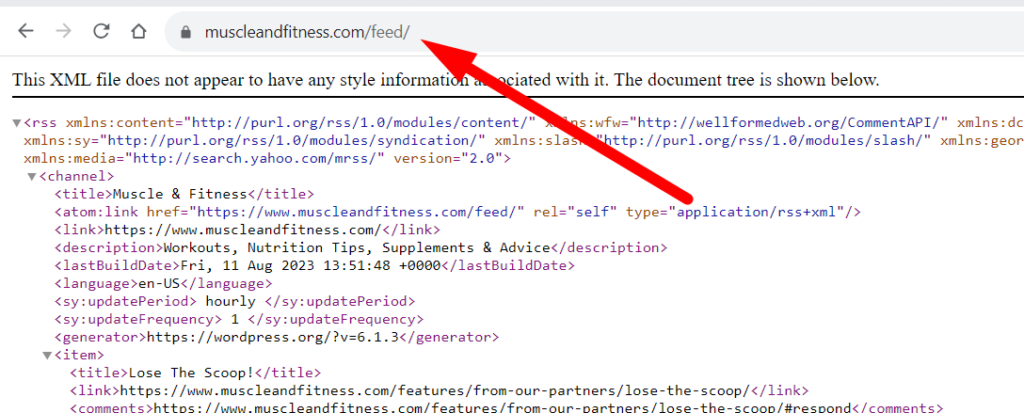 muscleandfitness.com/feed/
This XML file does not appear to have any style information associated with it. The document tree is shown below.
▼<rss xmlns:content="http://purl.org/rss/1.0/modules/content/" xmlns:wfw="http://wellformedweb.org/CommentAPI/" xmlns:dc
xmlns:sy="http://purl.org/rss/1.0/modules/syndication/" xmlns:slash="http://purl.org/rss/1.0/modules/slash/" xmlns:geor
xmlns:media="http://search.yahoo.com/mrss/" version="2.0">
▼<channel>
<title>Muscle & Fitness</title>
<atom:link href="https://www.muscleandfitness.com/feed/" rel="self" type="application/rss+xml"/>
<link>https://www.muscleandfitness.com/</link>
<description>Workouts, Nutrition Tips, Supplements & Advice</description>
<lastBuildDate>Fri, 11 Aug 2023 13:51:48 +0000</lastBuildDate>
<language>en-US</language>
<sy:updatePeriod> hourly </sy:updatePeriod>
<sy:updateFrequency> 1 </sy:updateFrequency>
<generator>https://wordpress.org/?v=6.1.3</generator>
▼<item>
<title>Lose The Scoop!</title>
<link>https://www.muscleandfitness.com/features/from-our-partners/lose-the-scoop/</link>
<comments>https://www.muscleandfitness.com/features/from-our-partners/lose-the-scoop/#respond</comments>